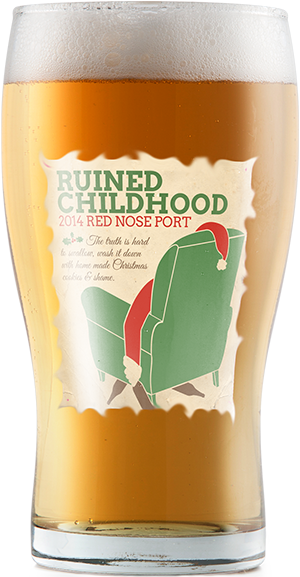 RUINED
CHILDHOOD
2014 RED NOSE PORT
The truth is hard
to swallow, wash it down
with home made Christmas
cookies & shame.